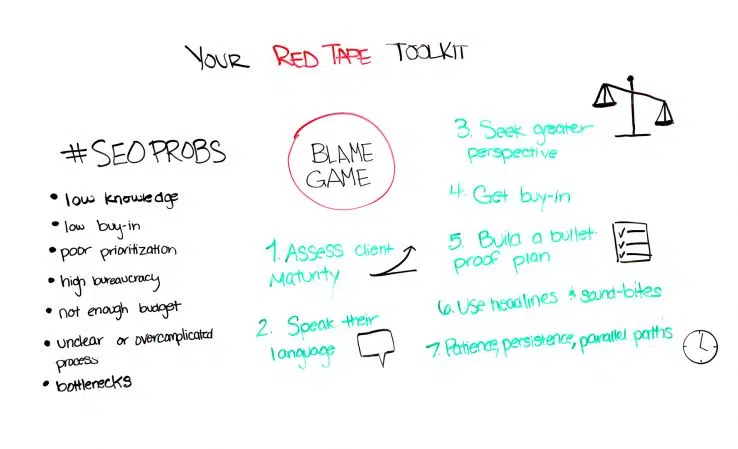 YOUR RED TAPE TOOLKIT
#SEOPROBS
• low knowledge
• low buy-in
• poor prioritization
• high bureaucracy
• not enough budget
• unclear or overcomplicated
process
• bottlenecks
BLAME
GAME
1. Assess client
maturity
2. Speak their
language
3. Seek greater
perspective
4. Get buy-in
5. Build a bullet-
proof plan
6. Use headlines & sound-bites
7. Patience, persistence, parallel paths